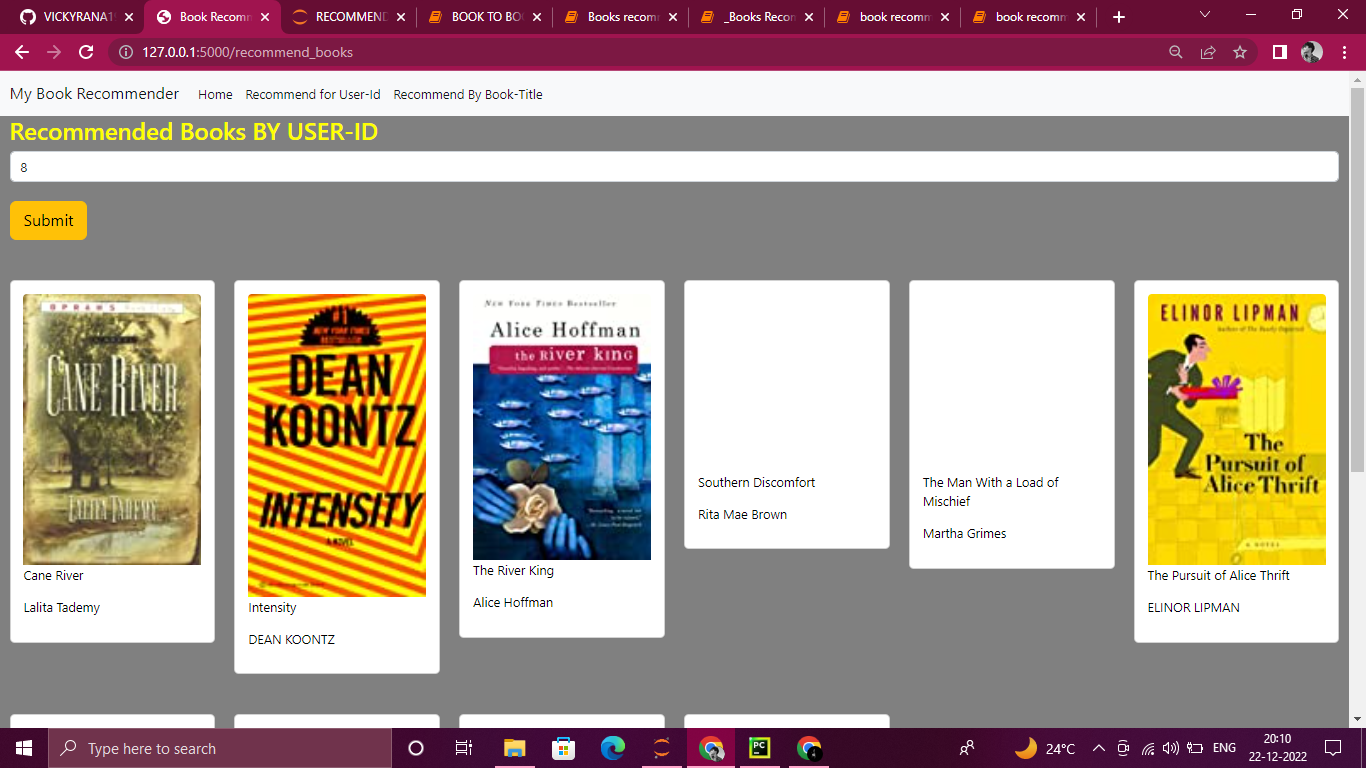 VICKYRANA1
Book Recomm
RECOMMEND
BOOK TO BO
Books recom
_Books Recon
book recomm
book recomm
127.0.0.1:5000/recommend_books
My Book Recommender
Home
Recommend for User-Id
Recommend By Book-Title
Recommended Books BY USER-ID
8
Submit
OPRAH'S
A NOVEL
CANE RIVER
LALITA TADEMY
Cane River
Lalita Tademy
#1
NEW YORK TIMES
BESTSELLER
DEAN
KOONTZ
INTENSITY
A NOVEL
Intensity
DEAN KOONTZ
New York Times Bestseller
Alice Hoffman
the River king
The River King
Alice Hoffman
Southern Discomfort
Rita Mae Brown
The Man With a Load of
Mischief
Martha Grimes
ELINOR LIPMAN
The
Pursuit of
Alice Thrift
A NOVEL
The Pursuit of Alice Thrift
ELINOR LIPMAN
Type here to search
PC
24°C
ENG
20:10
22-12-2022